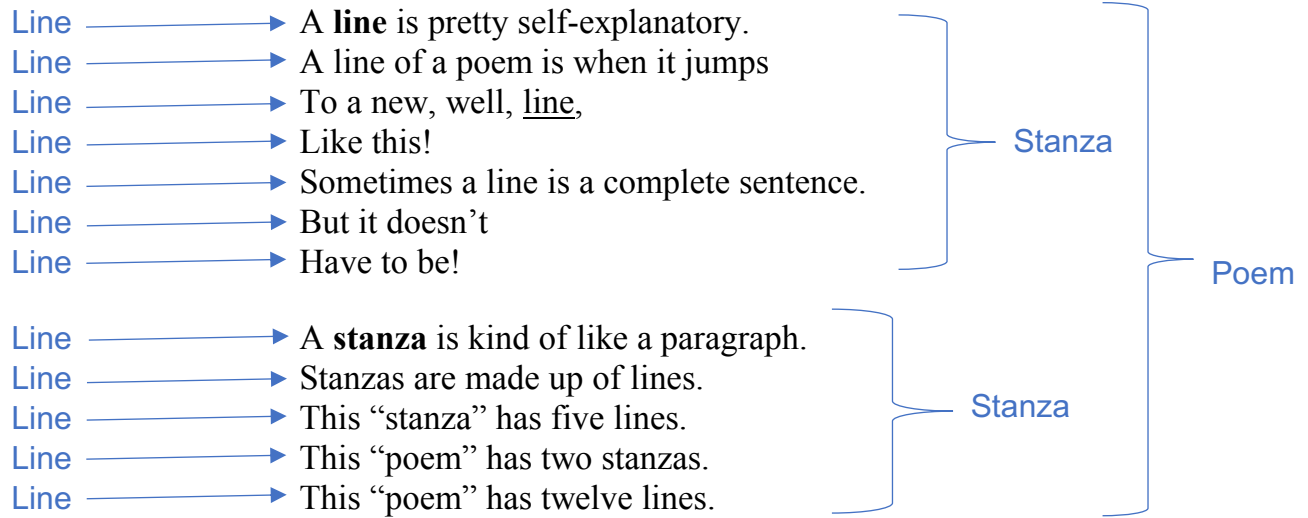 Line A line is pretty self-explanatory.
Line A line of a poem is when it jumps
Line To a new, well, line,
Line Like this!
Line Sometimes a line is a complete sentence.
Line But it doesn’t
Line Have to be!
Stanza
Line A stanza is kind of like a paragraph.
Line Stanzas are made up of lines.
Line This “stanza” has five lines.
Line This “poem” has two stanzas.
Line This “poem” has twelve lines.
Stanza
Poem